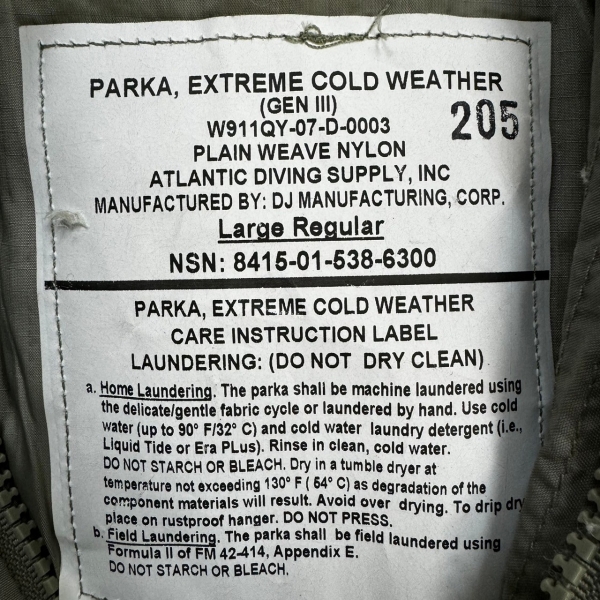 PARKA, EXTREME COLD WEATHER
(GEN III)
W911QY-07-D-0003
205
PLAIN WEAVE NYLON
ATLANTIC DIVING SUPPLY, INC
MANUFACTURED BY: DJ MANUFACTURING, CORP.
Large Regular
NSN: 8415-01-538-6300
PARKA, EXTREME COLD WEATHER
CARE INSTRUCTION LABEL
LAUNDERING: (DO NOT DRY CLEAN)
a. Home Laundering. The parka shall be machine laundered using
the delicate/gentle fabric cycle or laundered by hand. Use cold
water (up to 90° F/32° C) and cold water laundry detergent (i.e.,
Liquid Tide or Era PLus). Rinse in clean, cold water.
DO NOT STARCH OR BLEACH. Dry in a tumble dryer at
temperature not exceeding 130° F ( 54° C) as degradation of the
component materials will result. Avoid over drying. To drip dry
place on rustproof hanger. DO NOT PRESS.
b. Field Laundering. The parka shall be field laundered using
Formula II of FM 42-414, Appendix E.
DO NOT STARCH OR BLEACH.